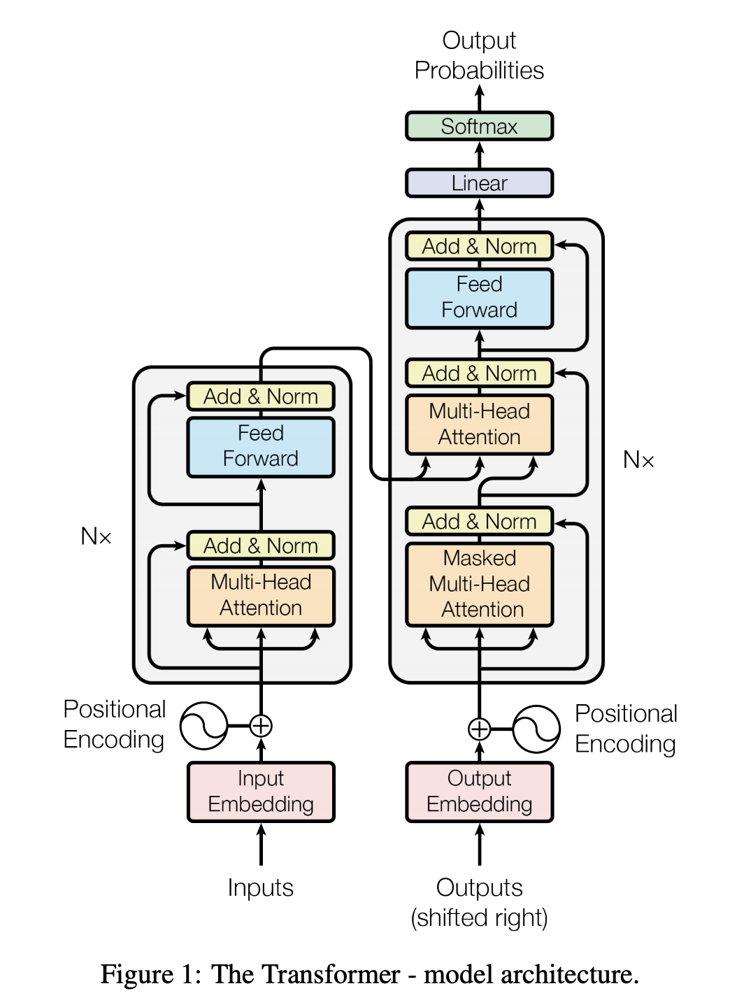 Output
Probabilities
Softmax
Linear
Add & Norm
Feed
Forward
Add & Norm
Multi-Head
Attention
Add & Norm
Masked
Multi-Head
Attention
N×
Add & Norm
Feed
Forward
Add & Norm
Multi-Head
Attention
N×
Positional
Encoding
Positional
Encoding
Input
Embedding
Output
Embedding
Inputs
Outputs
(shifted right)
Figure 1: The Transformer - model architecture.